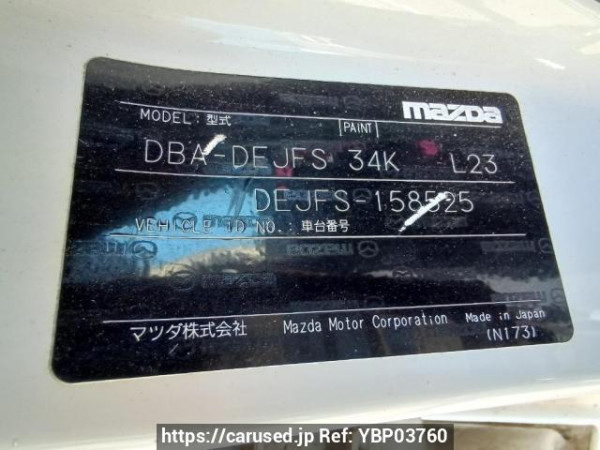 mazda
MODEL : 型式
PAINT
DBA-DEJFS 34K L23
DEJFS-158525
VEHICLE ID NO. : 車台番号
マツダ株式会社 Mazda Motor Corporation Made in Japan
(N173)
https://carused.jp Ref: YBP03760